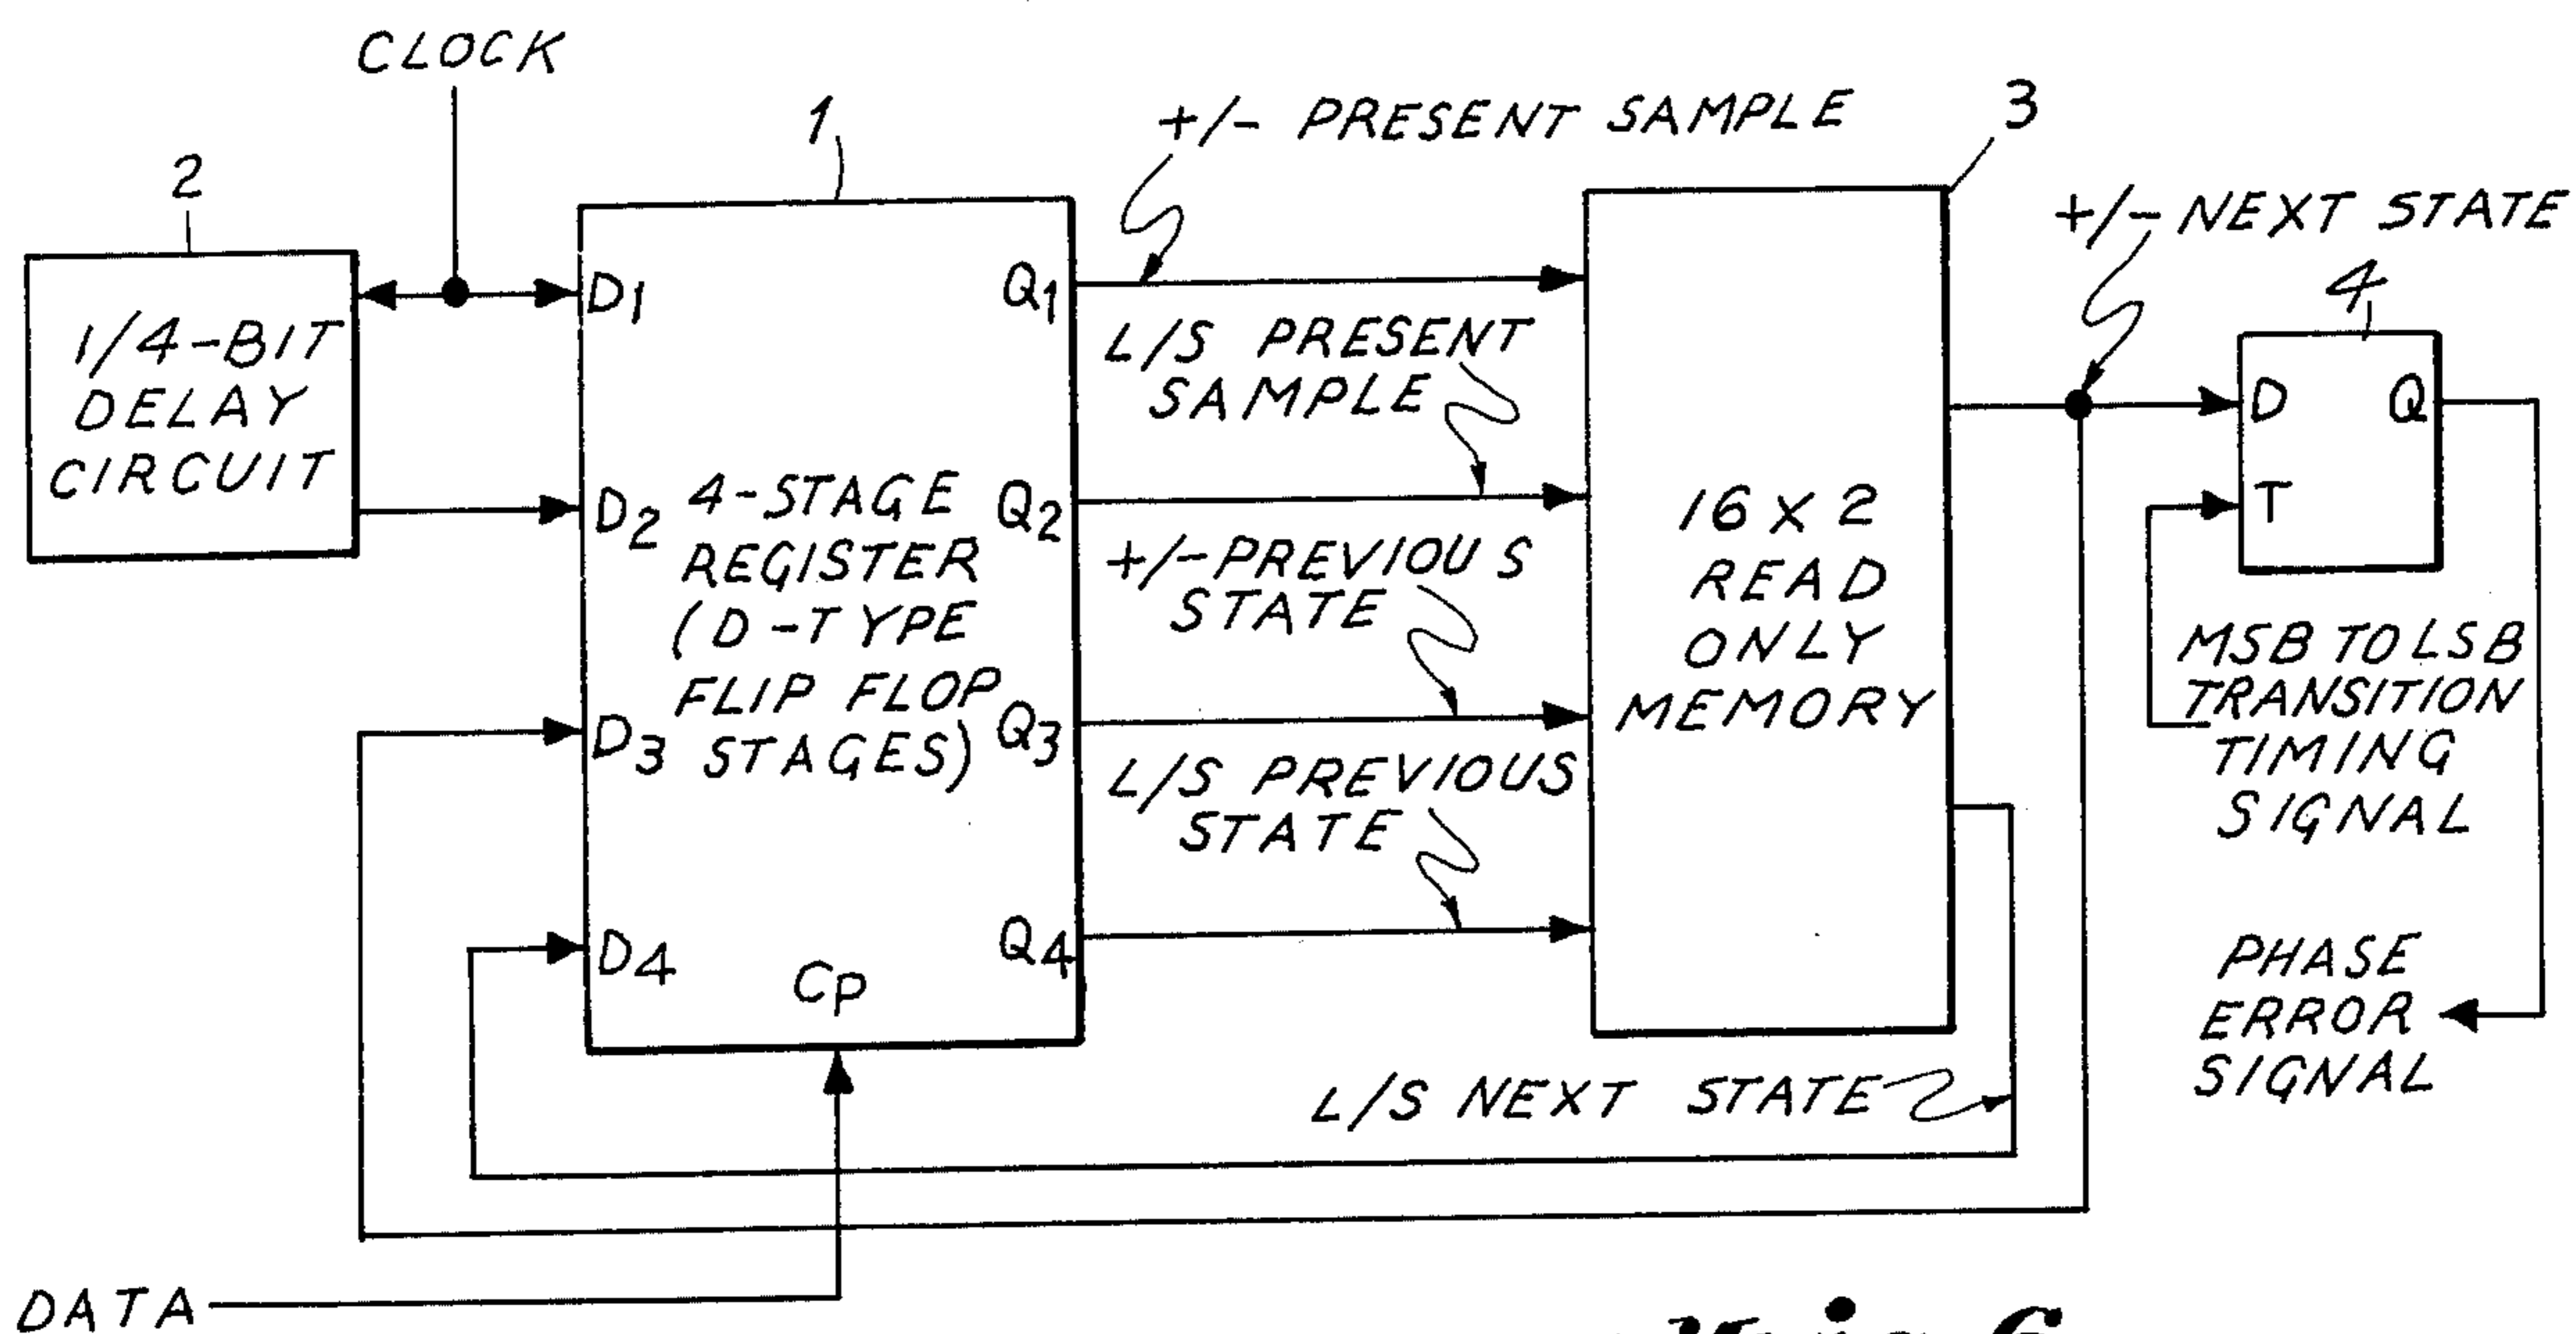 CLOCK
2
1/4-BIT
DELAY
CIRCUIT
1
D1
D2
D3
D4
4-STAGE
REGISTER
(D-TYPE
FLIP FLOP
STAGES)
CP
Q1
Q2
Q3
Q4
+/- PRESENT SAMPLE
L/S PRESENT
SAMPLE
+/- PREVIOUS
STATE
L/S PREVIOUS
STATE
3
16 X 2
READ
ONLY
MEMORY
+/- NEXT STATE
4
D
Q
T
MSB TO LSB
TRANSITION
TIMING
SIGNAL
PHASE
ERROR
SIGNAL
L/S NEXT STATE
DATA